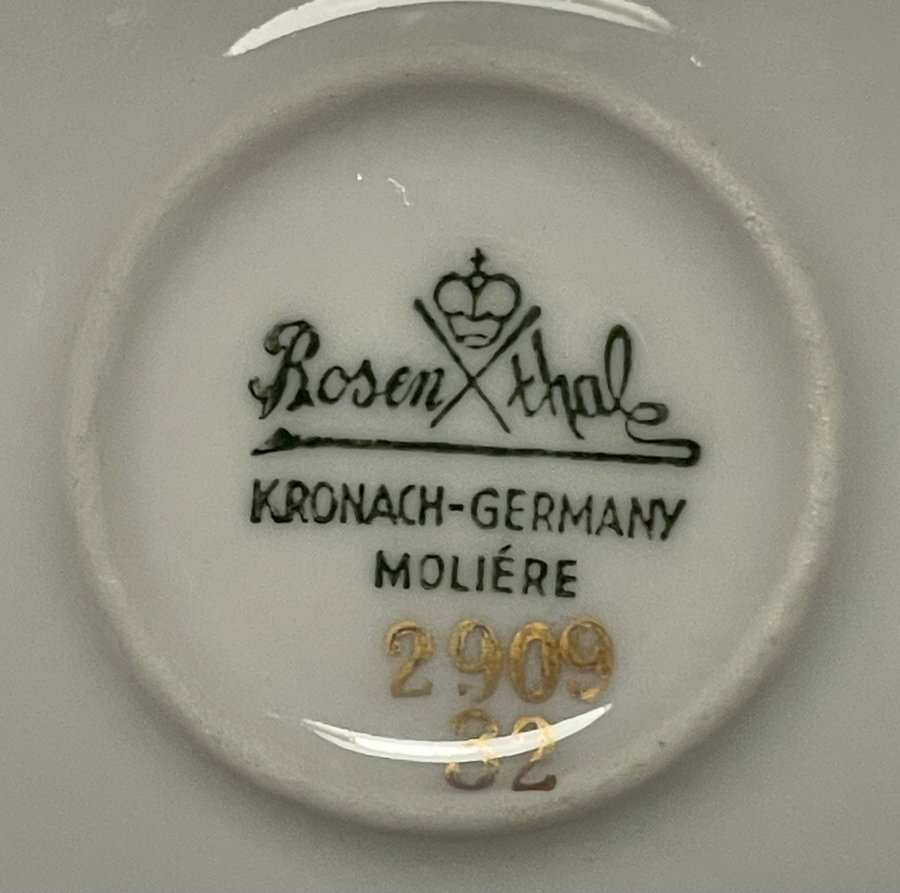 Rosenthal
KRONACH-GERMANY
MOLIÉRE
2909
32